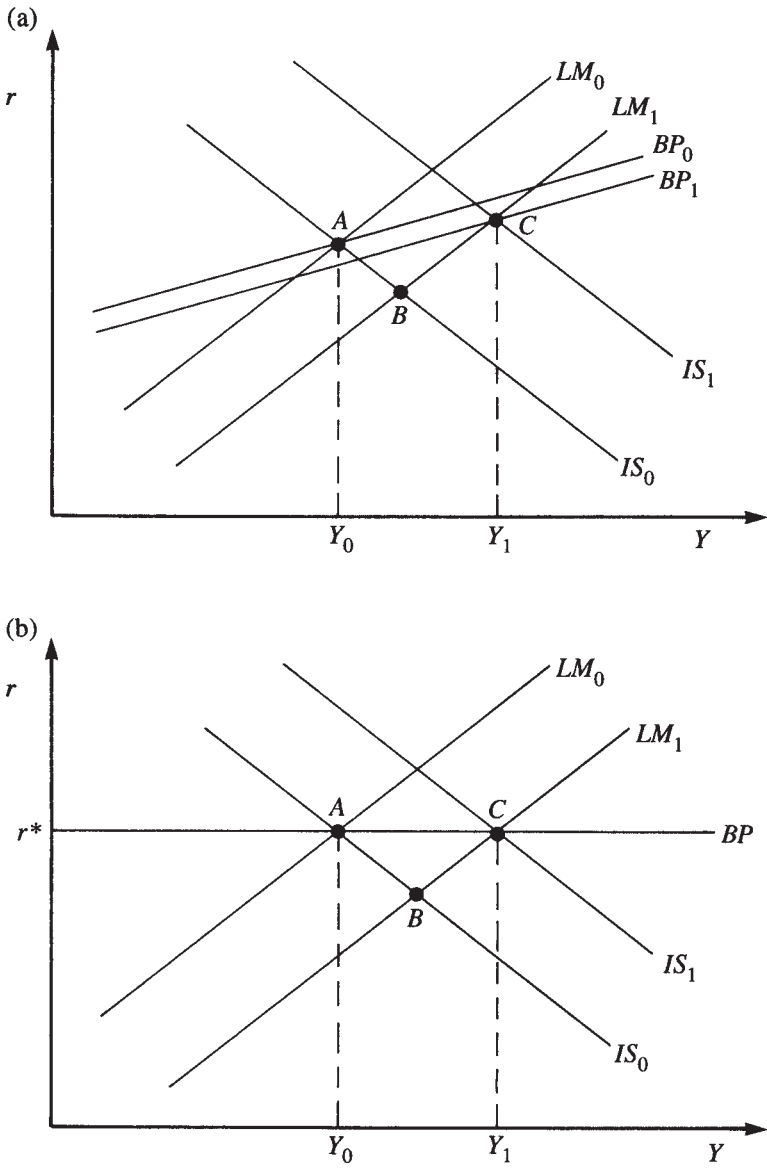 (a)
r
LM₀
LM₁
BP₀
BP₁
A
C
B
IS₁
IS₀
Y₀
Y₁
Y
(b)
r
LM₀
LM₁
A
C
r*
BP
B
IS₁
IS₀
Y₀
Y₁
Y